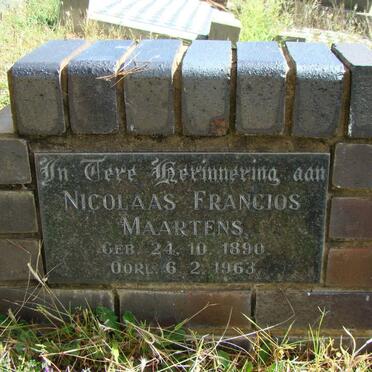 In Tere Herinnering aan
NICOLAAS FRANCIOS
MAARTENS.
GEB. 24. 10. 1890
OORL. 6. 2. 1963.